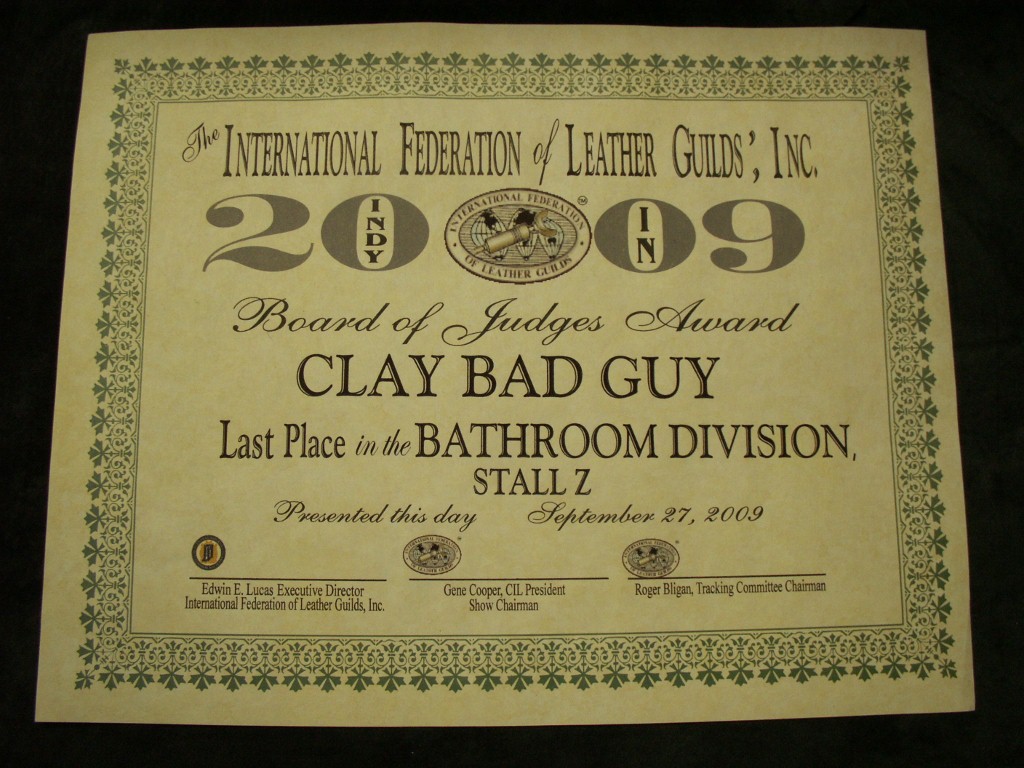 The INTERNATIONAL FEDERATION of LEATHER GUILDS', INC.
2009
INDY
IN
INTERNATIONAL FEDERATION
OF LEATHER GUILDS
SM
Board of Judges Award
CLAY BAD GUY
Last Place in the BATHROOM DIVISION,
STALL Z
Presented this day September 27, 2009
Edwin E. Lucas Executive Director
International Federation of Leather Guilds, Inc.
Gene Cooper, CIL President
Show Chairman
Roger Bligan, Tracking Committee Chairman